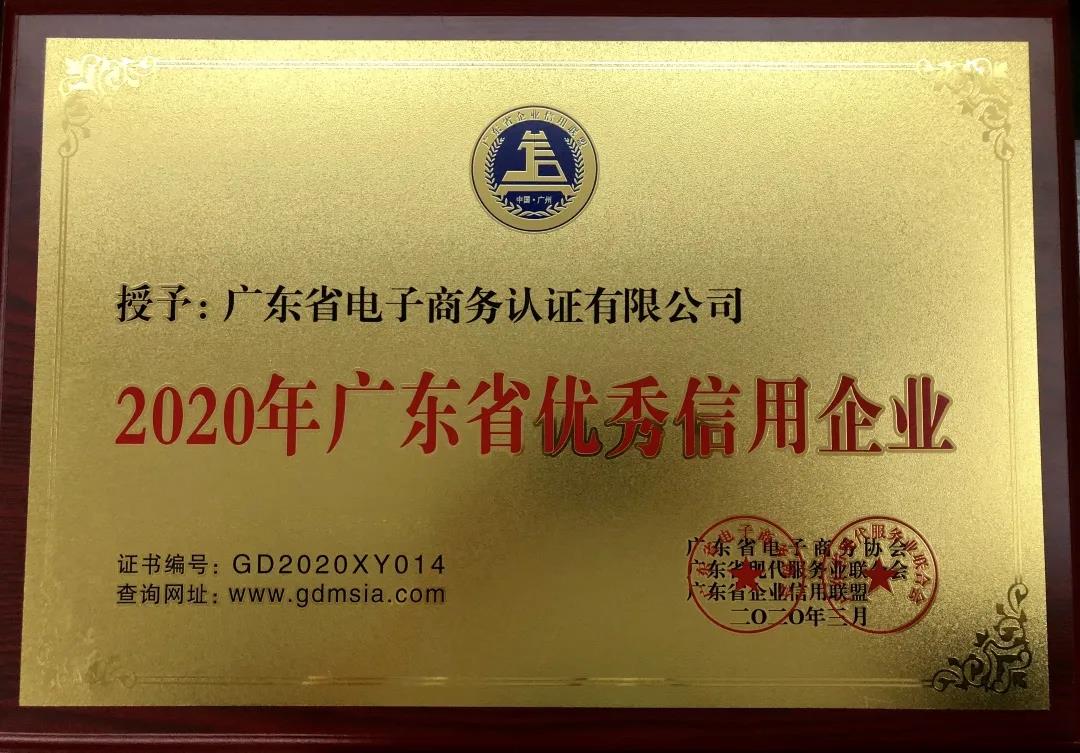 广东省企业信用联盟
信
中国·广州
授予：广东省电子商务认证有限公司
2020年广东省优秀信用企业
证书编号：GD2020XY014
查询网址：www.gdmsia.com
广东省电子商务协会
广东省现代服务业联合会
广东省企业信用联盟
二〇二〇年三月